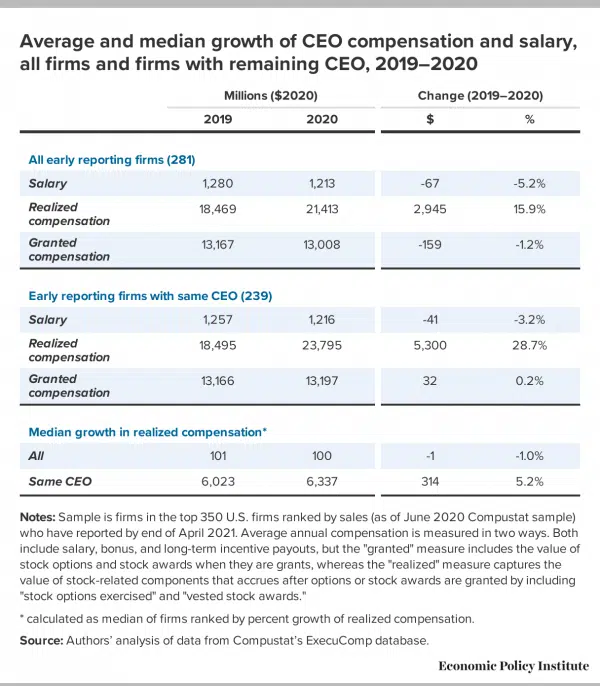 Average and median growth of CEO compensation and salary,
all firms and firms with remaining CEO, 2019–2020
Millions ($2020) Change (2019–2020)
2019 2020 $ %
All early reporting firms (281)
Salary 1,280 1,213 -67 -5.2%
Realized
compensation 18,469 21,413 2,945 15.9%
Granted
compensation 13,167 13,008 -159 -1.2%
Early reporting firms with same CEO (239)
Salary 1,257 1,216 -41 -3.2%
Realized
compensation 18,495 23,795 5,300 28.7%
Granted
compensation 13,166 13,197 32 0.2%
Median growth in realized compensation*
All 101 100 -1 -1.0%
Same CEO 6,023 6,337 314 5.2%
Notes: Sample is firms in the top 350 U.S. firms ranked by sales (as of June 2020 Compustat sample)
who have reported by end of April 2021. Average annual compensation is measured in two ways. Both
include salary, bonus, and long-term incentive payouts, but the "granted" measure includes the value of
stock options and stock awards when they are grants, whereas the "realized" measure captures the
value of stock-related components that accrues after options or stock awards are granted by including
"stock options exercised" and "vested stock awards."
* calculated as median of firms ranked by percent growth of realized compensation.
Source: Authors' analysis of data from Compustat's ExecuComp database.
Economic Policy Institute